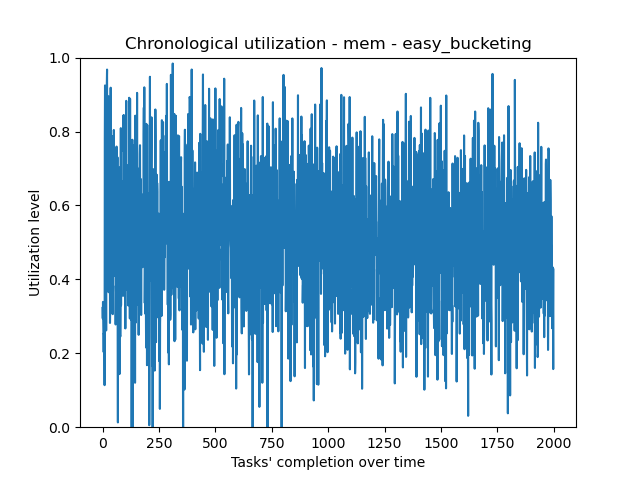 Chronological utilization - mem - easy_bucketing
1.0
0.8
0.6
0.4
0.2
0.0
Utilization level
0 250 500 750 1000 1250 1500 1750 2000
Tasks' completion over time